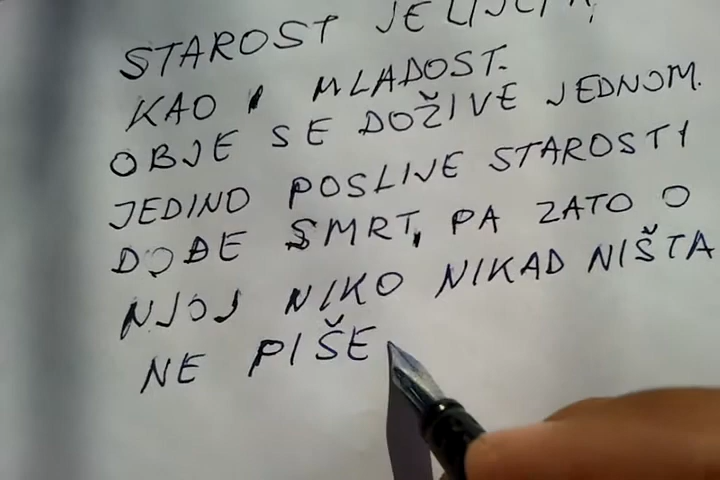 STAROST JE LIJEPA,
KAO I MLADOST.
OBJE SE DOŽIVE JEDNOM.
JEDINO POSLIJE STAROSTI
DOĐE SMRT, PA ZATO O
NJOJ NIKO NIKAD NIŠTA
NE PIŠE